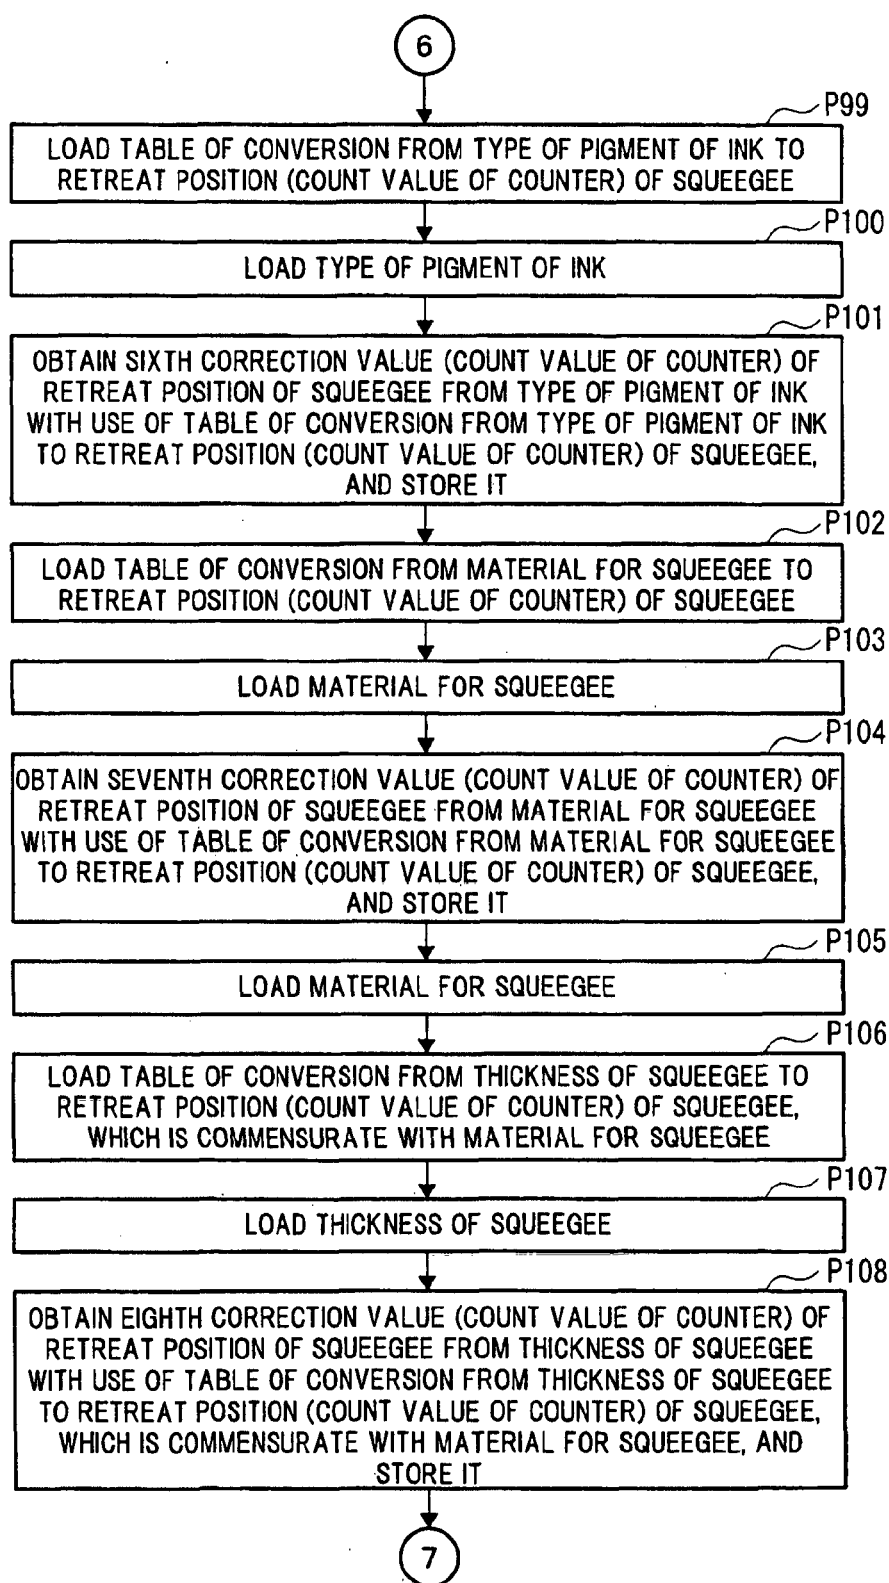 6
P99
LOAD TABLE OF CONVERSION FROM TYPE OF PIGMENT OF INK TO
RETREAT POSITION (COUNT VALUE OF COUNTER) OF SQUEEGEE
P100
LOAD TYPE OF PIGMENT OF INK
P101
OBTAIN SIXTH CORRECTION VALUE (COUNT VALUE OF COUNTER) OF
RETREAT POSITION OF SQUEEGEE FROM TYPE OF PIGMENT OF INK
WITH USE OF TABLE OF CONVERSION FROM TYPE OF PIGMENT OF INK
TO RETREAT POSITION (COUNT VALUE OF COUNTER) OF SQUEEGEE,
AND STORE IT
P102
LOAD TABLE OF CONVERSION FROM MATERIAL FOR SQUEEGEE TO
RETREAT POSITION (COUNT VALUE OF COUNTER) OF SQUEEGEE
P103
LOAD MATERIAL FOR SQUEEGEE
P104
OBTAIN SEVENTH CORRECTION VALUE (COUNT VALUE OF COUNTER) OF
RETREAT POSITION OF SQUEEGEE FROM MATERIAL FOR SQUEEGEE
WITH USE OF TABLE OF CONVERSION FROM MATERIAL FOR SQUEEGEE
TO RETREAT POSITION (COUNT VALUE OF COUNTER) OF SQUEEGEE,
AND STORE IT
P105
LOAD MATERIAL FOR SQUEEGEE
P106
LOAD TABLE OF CONVERSION FROM THICKNESS OF SQUEEGEE TO
RETREAT POSITION (COUNT VALUE OF COUNTER) OF SQUEEGEE,
WHICH IS COMMENSURATE WITH MATERIAL FOR SQUEEGEE
P107
LOAD THICKNESS OF SQUEEGEE
P108
OBTAIN EIGHTH CORRECTION VALUE (COUNT VALUE OF COUNTER) OF
RETREAT POSITION OF SQUEEGEE FROM THICKNESS OF SQUEEGEE
WITH USE OF TABLE OF CONVERSION FROM THICKNESS OF SQUEEGEE
TO RETREAT POSITION (COUNT VALUE OF COUNTER) OF SQUEEGEE,
WHICH IS COMMENSURATE WITH MATERIAL FOR SQUEEGEE, AND
STORE IT
7